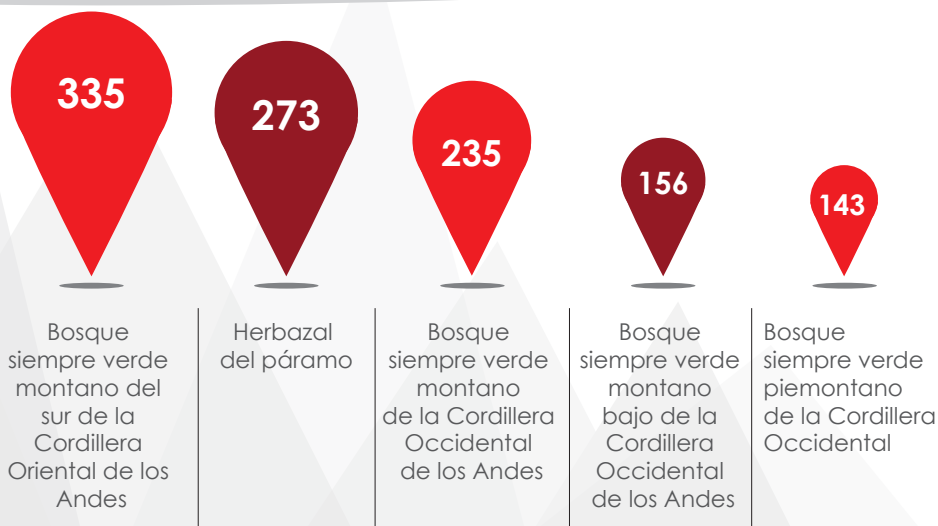 335
273
235
156
143
Bosque
siempre verde
montano del
sur de la
Cordillera
Oriental de los
Andes
Herbazal
del páramo
Bosque
siempre verde
montano
de la Cordillera
Occidental
de los Andes
Bosque
siempre verde
montano
bajo de la
Cordillera
Occidental
de los Andes
Bosque
siempre verde
piemontano
de la Cordillera
Occidental